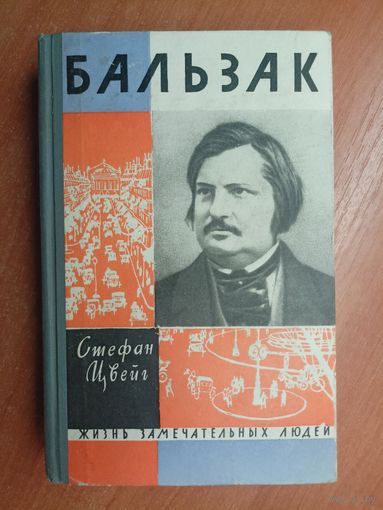 БАЛЬЗАК
Стефан
Цвейг
ЖИЗНЬ ЗАМЕЧАТЕЛЬНЫХ ЛЮДЕЙ